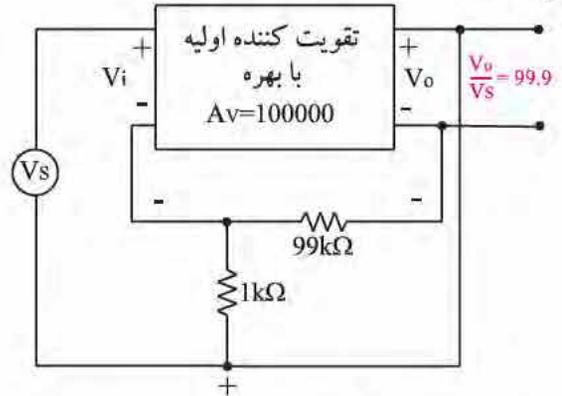 + تقویت کننده اولیه +
Vi با بهره Vo
- Av=100000 -
Vo/Vs = 99.9
Vs
- -
99kΩ
1kΩ
+